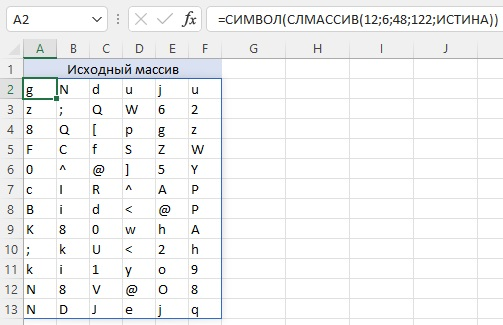 A2 fx =СИМВОЛ(СЛМАССИВ(12;6;48;122;ИСТИНА))
A B C D E F G H I J
1 Исходный массив
2 g N d u j u
3 z ; Q W 6 2
4 8 Q [ p g z
5 F C f S Z W
6 0 ^ @ ] 5 Y
7 c I R ^ A P
8 B i d < @ P
9 K 8 0 w h A
10 ; k U < 2 h
11 k i 1 y o 9
12 N 8 V @ O 8
13 N D J e j q